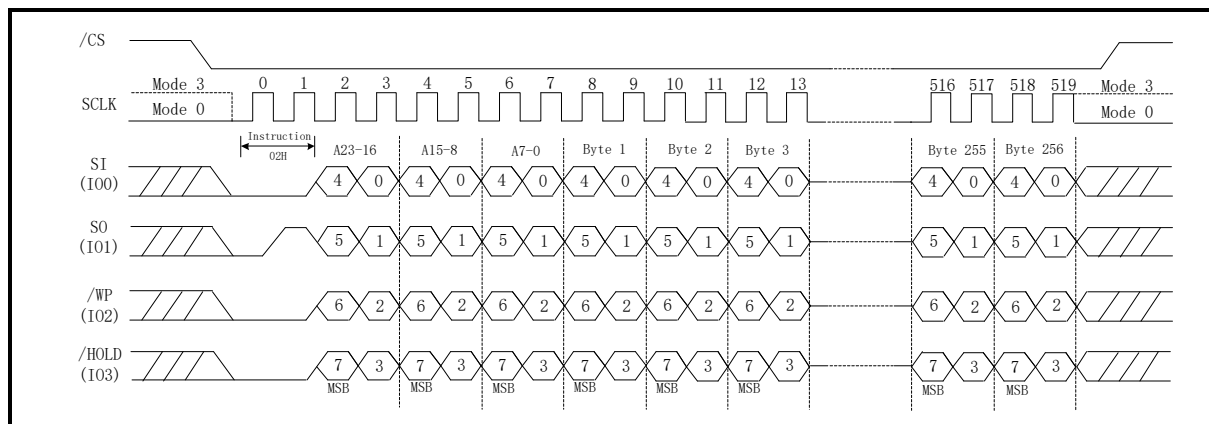 /CS
Mode 3 0 1 2 3 4 5 6 7 8 9 10 11 12 13 516 517 518 519 Mode 3
SCLK
Mode 0 Mode 0
Instruction
02H
A23-16 A15-8 A7-0 Byte 1 Byte 2 Byte 3 Byte 255 Byte 256
SI
(IO0)
4 0 4 0 4 0 4 0 4 0 4 0 4 0 4 0
SO
(IO1)
5 1 5 1 5 1 5 1 5 1 5 1 5 1 5 1
/WP
(IO2)
6 2 6 2 6 2 6 2 6 2 6 2 6 2 6 2
/HOLD
(IO3)
7 3 7 3 7 3 7 3 7 3 7 3 7 3 7 3
MSB MSB MSB MSB MSB MSB MSB MSB